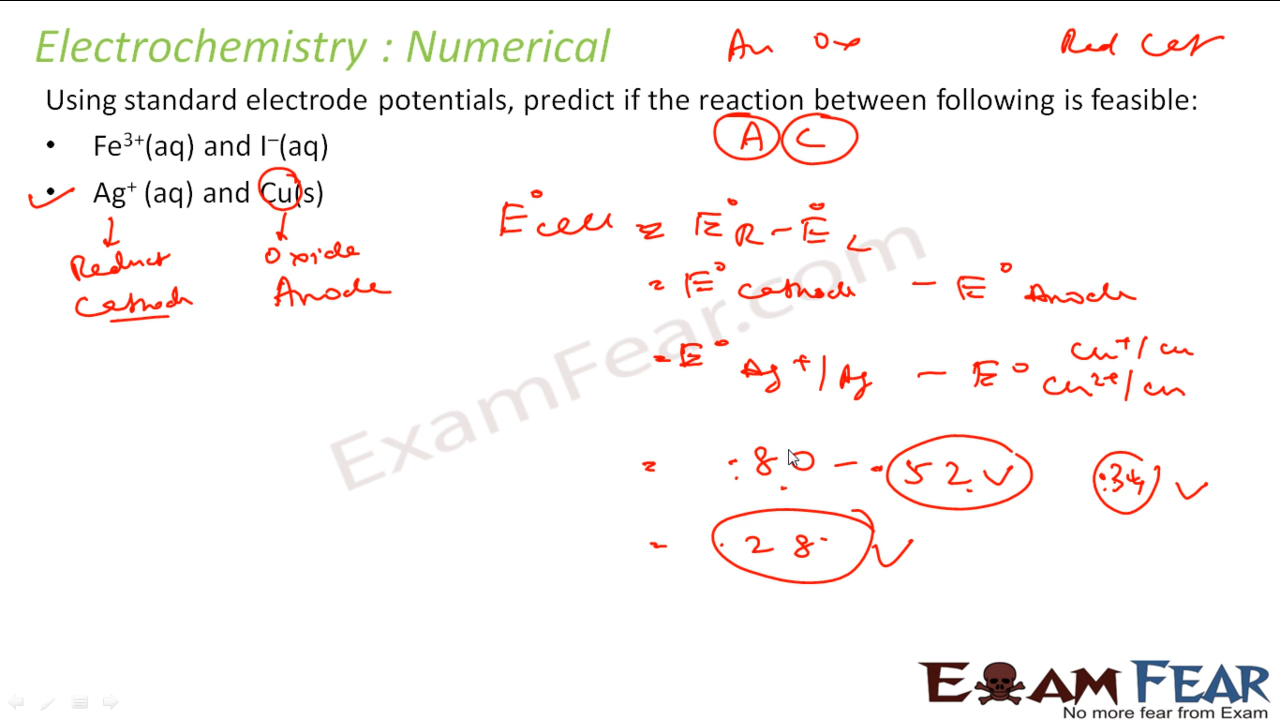 Electrochemistry : Numerical
An Ox Red Cat
Using standard electrode potentials, predict if the reaction between following is feasible:
• Fe³⁺(aq) and I⁻(aq)
A C
• Ag⁺ (aq) and Cu(s)
Reduct
Cathode
Oxide
Anode
E°cell = E°R - E°L
= E° Cathode - E° Anode
= E° Ag⁺/Ag - E° Cu⁺/Cu
Cu²⁺/Cu
= .80 - .52 V .34 V
= .28 V
ExamFear.com
EXAM FEAR
No more fear from Exam